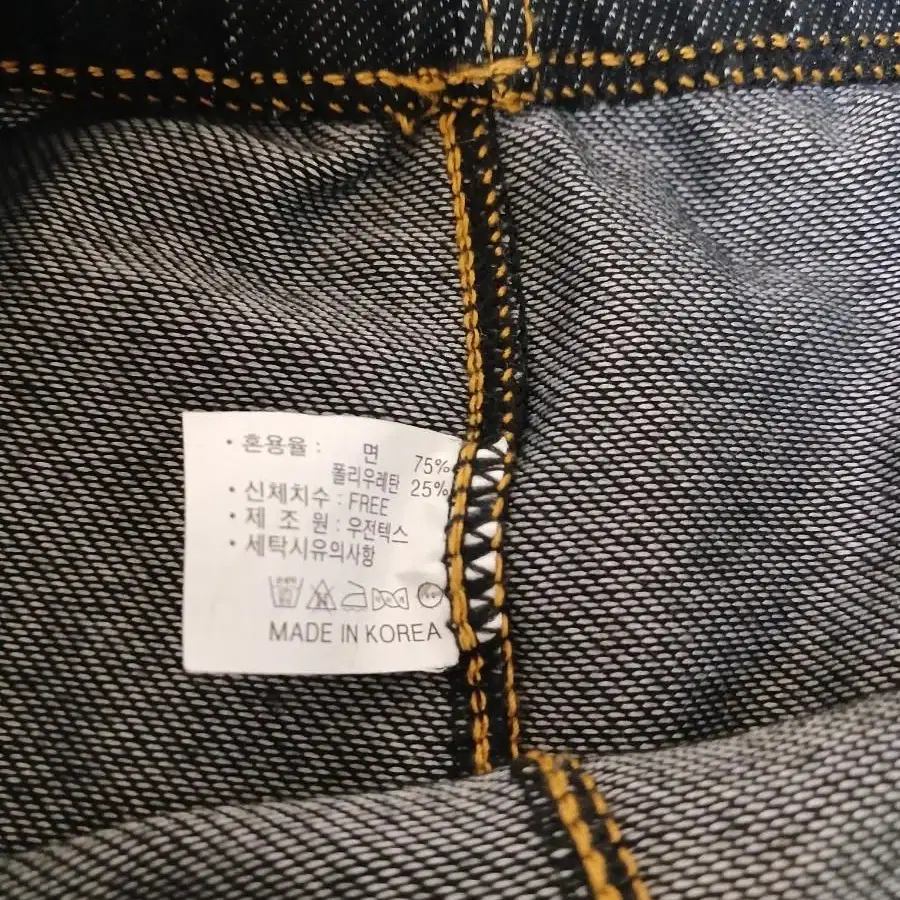 • 혼용율 : 면 75%
폴리우레탄 25%
• 신체치수 : FREE
• 제 조 원 : 우전텍스
• 세탁시유의사항
MADE IN KOREA